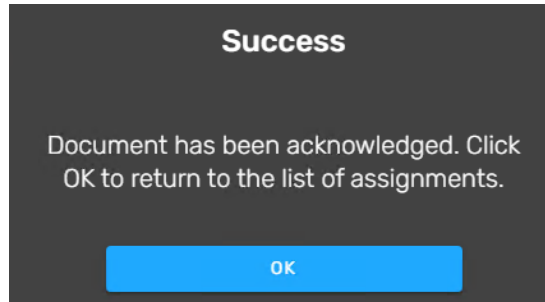 Success
Document has been acknowledged. Click
OK to return to the list of assignments.
OK